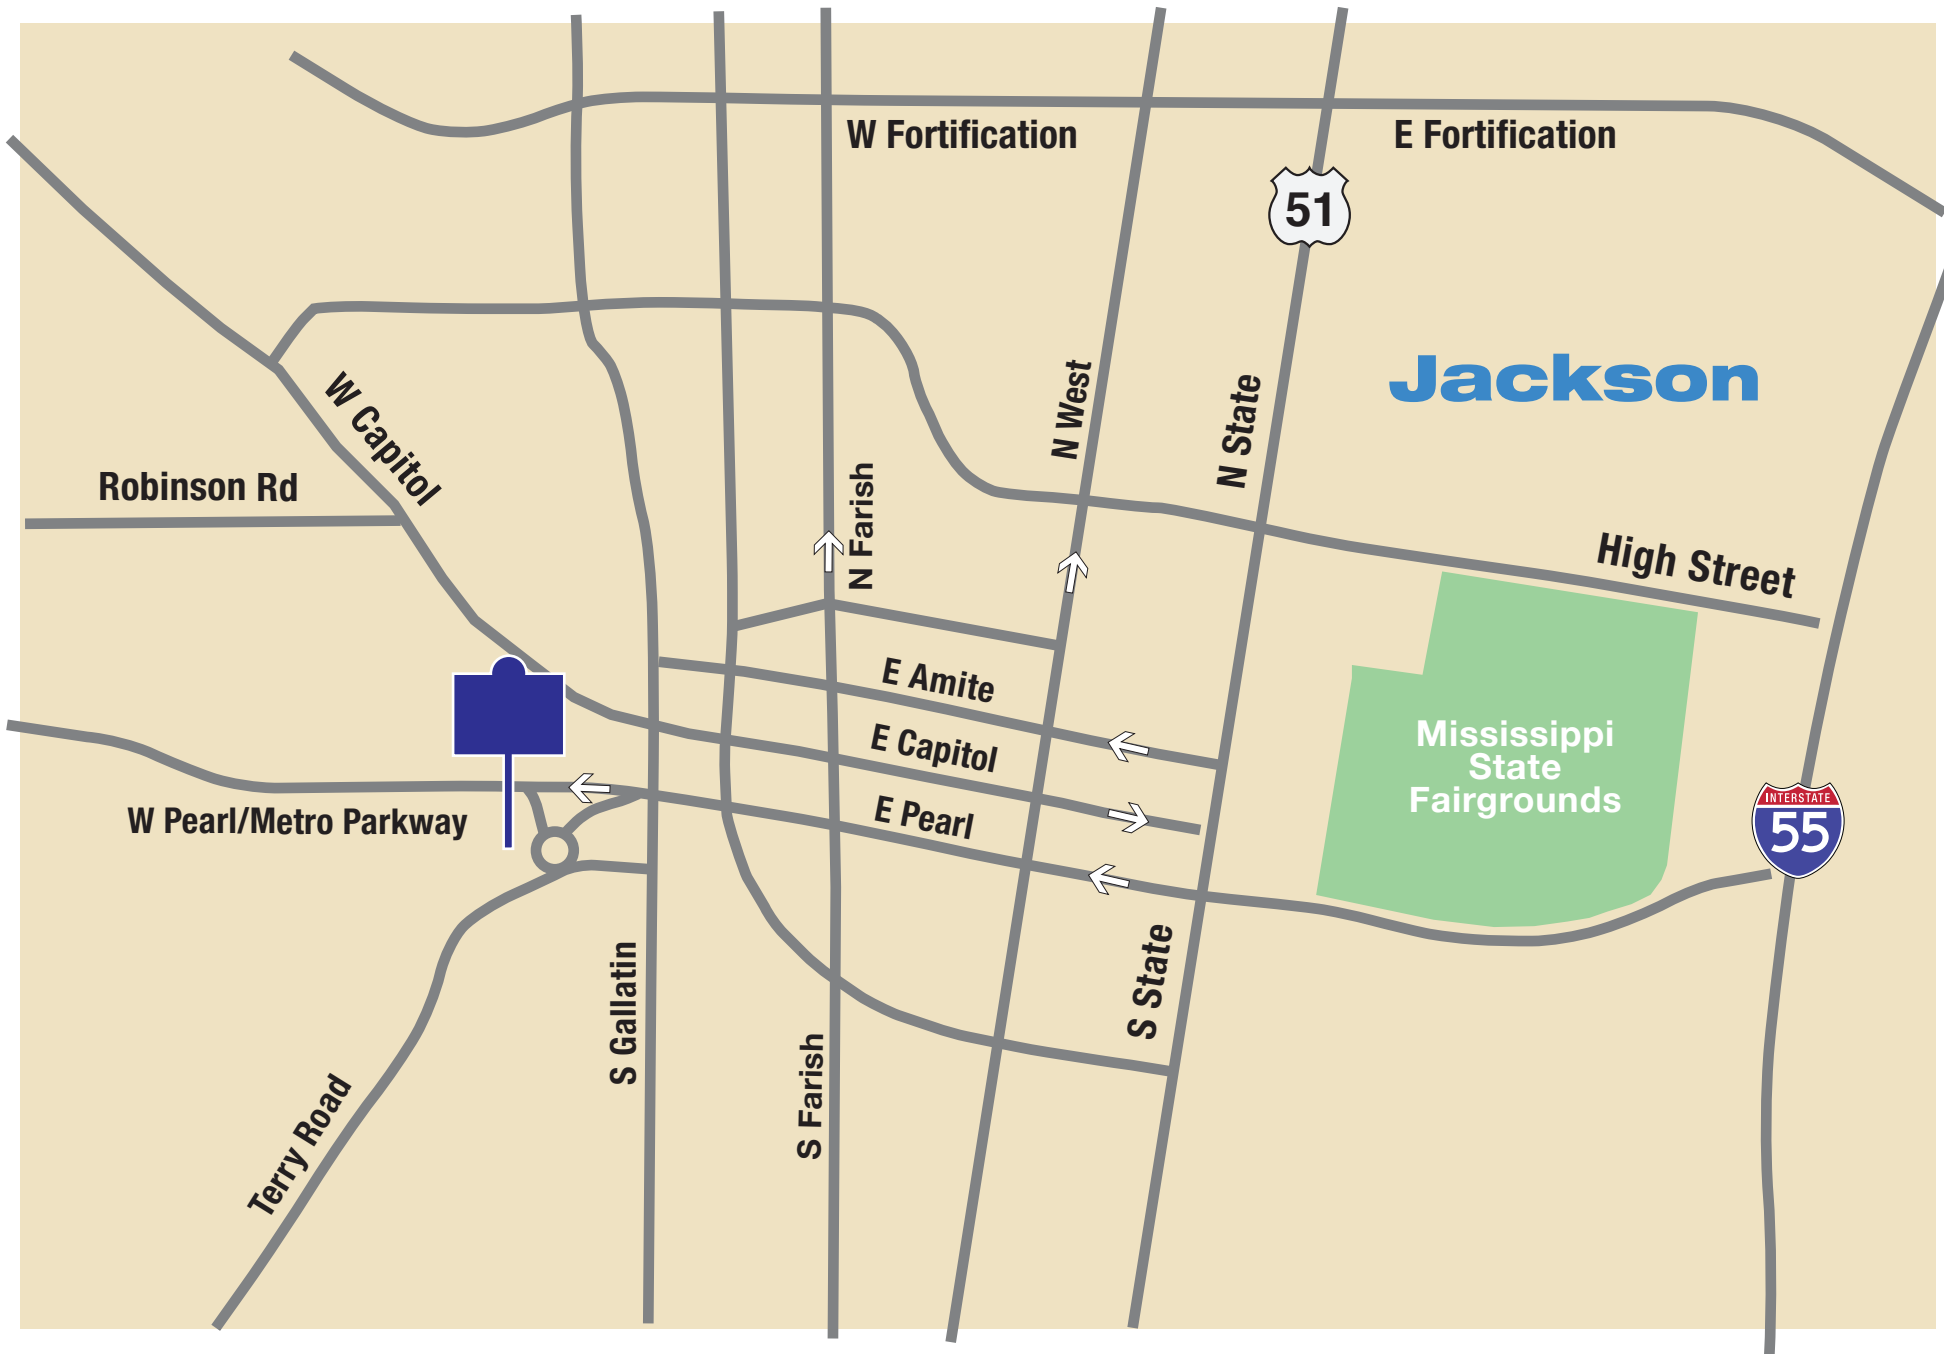 W Fortification
E Fortification
51
Jackson
N West
N State
W Capitol
Robinson Rd
N Farish
High Street
E Amite
E Capitol
E Pearl
Mississippi
State
Fairgrounds
INTERSTATE
55
W Pearl/Metro Parkway
S Gallatin
S State
S Farish
Terry Road